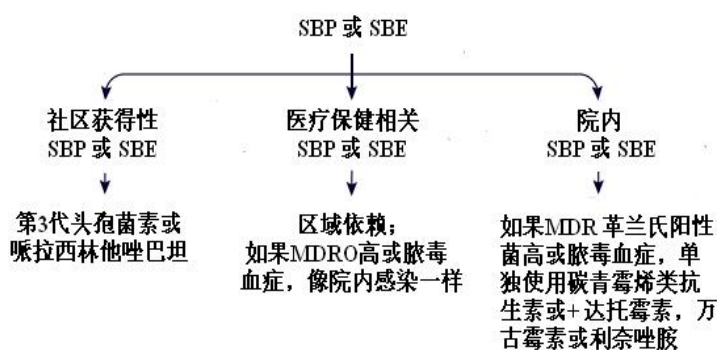 SBP 或 SBE
社区获得性
SBP 或 SBE
医疗保健相关
SBP 或 SBE
院内
SBP 或 SBE
第3代头孢菌素或
哌拉西林他唑巴坦
区域依赖；
如果MDRO高或脓毒
血症，像院内感染一样
如果MDR 革兰氏阳性
菌高或脓毒血症，单
独使用碳青霉烯类抗
生素或+ 达托霉素，万
古霉素或利奈唑胺